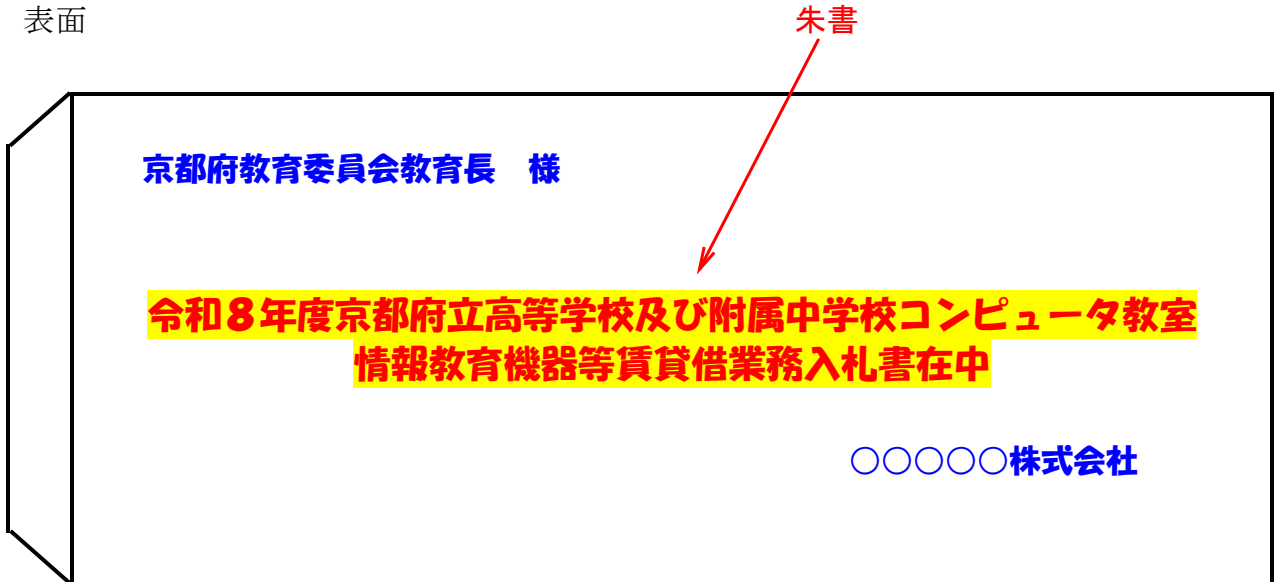 表面
朱書
京都府教育委員会教育長　様
令和８年度京都府立高等学校及び附属中学校コンピュータ教室
情報教育機器等賃貸借業務入札書在中
○○○○○株式会社